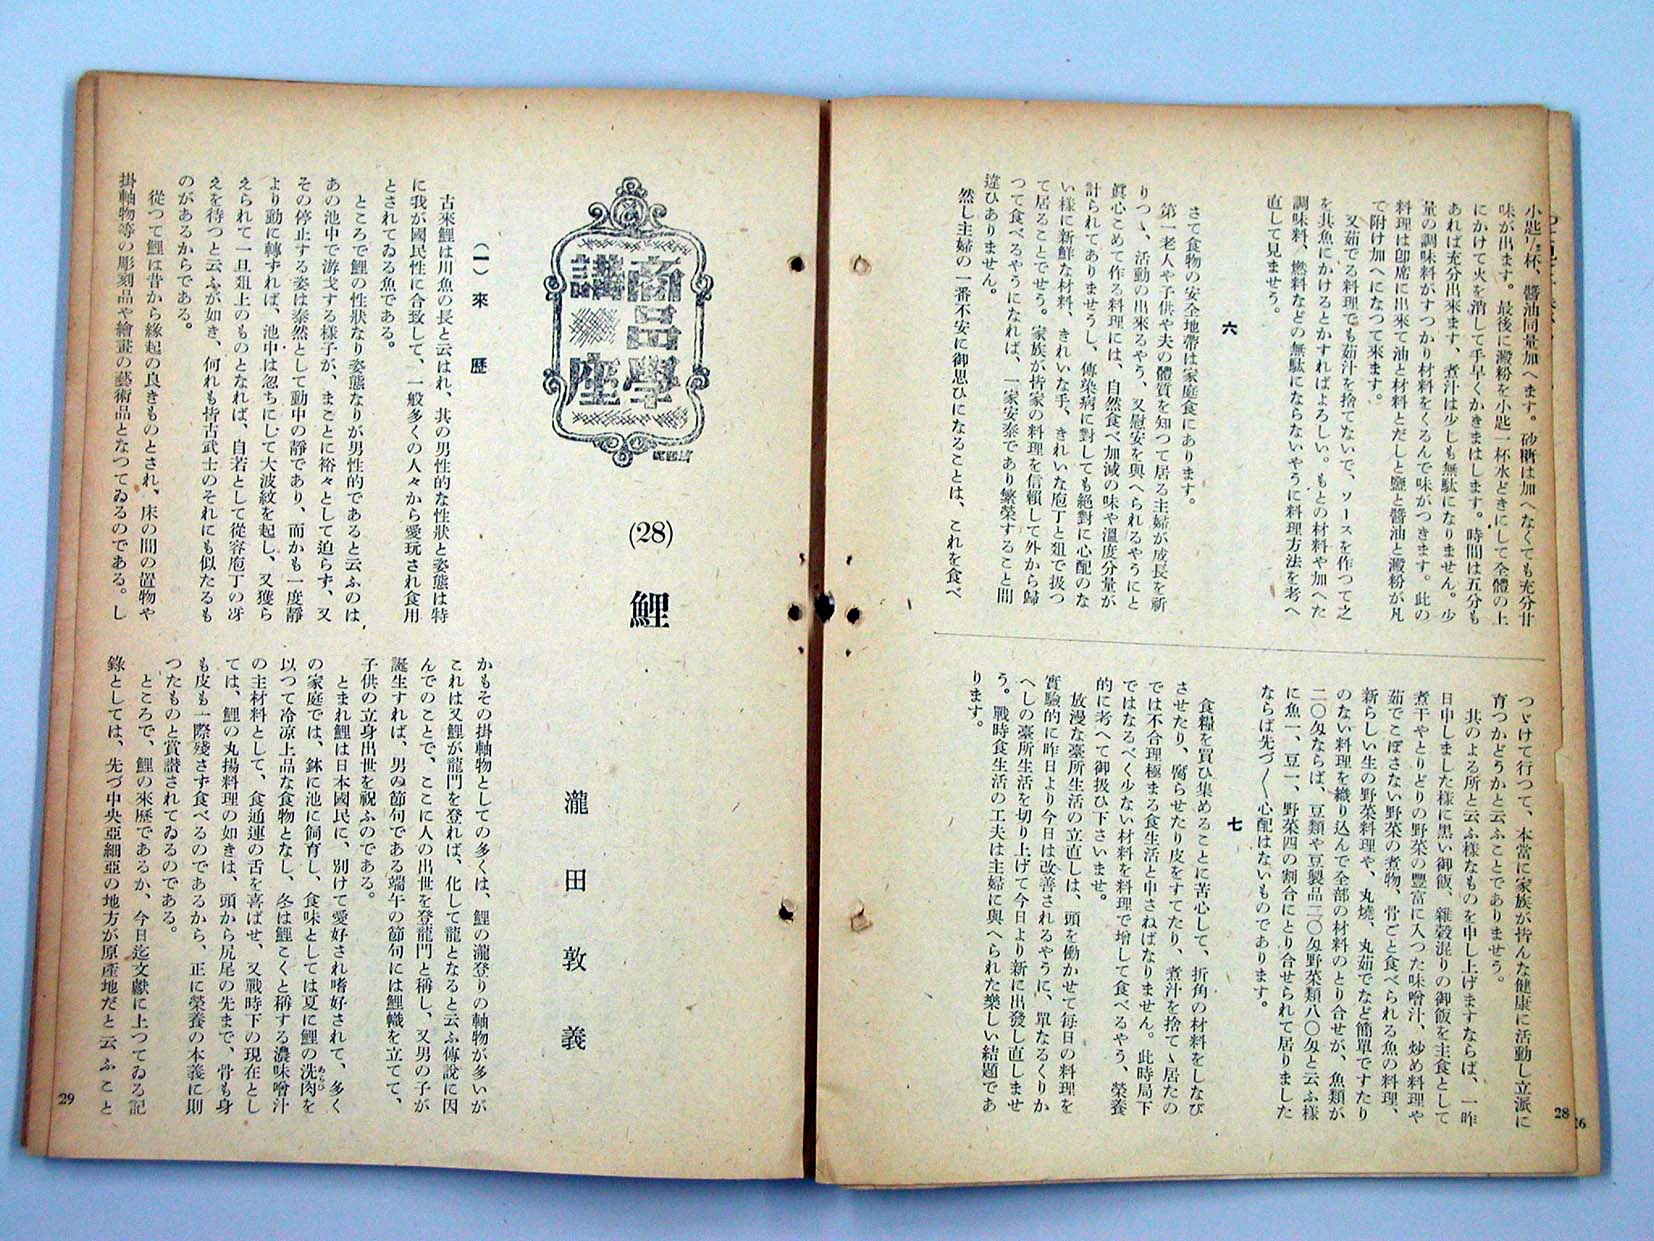 小匙½杯、醬油同量加へます。砂糖は加へなくても充分甘
味が出ます。最後に澱粉を小匙一杯水どきにして全體の上
にかけて火を消して手早くかきまはします。時間は五分も
あれば充分出來ます、煮汁は少しも無駄になりません。少
量の調味料がすつかり材料をくるんで味がつきます。此の
料理は卽席に出來て油と材料とだしと鹽と醬油と澱粉が凡
て附け加へになつて來ます。
又茹でる料理でも茹汁を捨てないで、ソースを作つて之
を共魚にかけるとかすればよろしい。もとの材料や加へた
調味料、燃料などの無駄にならないやうに料理方法を考へ
直して見ませう。
六
さて食物の安全地帶は家庭食にあります。
第一老人や子供や夫の體質を知つて居る主婦が成長を祈
りつゝ、活動の出來るやう、又慰安を與へられるやうにと
眞心こめて作る料理には、自然食べ加減の味や溫度分量が
計られてありませうし、傳染病に對しても絕對に心配のな
い樣に新鮮な材料、きれいな手、きれいな庖丁と俎で扱つ
て居ることでせう。家族が皆家の料理を信賴して外から歸
つて食べるやうになれば、一家安泰であり繁榮すること間
違ひありません。
然し主婦の一番不安に御思ひになることは、これを食べ
つゞけて行つて、本當に家族が皆んな健康に活動し立派に
育つかどうかと云ふことでありませう。
共のよる所と云ふ樣なものを申し上げますならば、一昨
日申しました樣に黑い御飯、雜穀混りの御飯を主食として
煮干やとりどりの野菜の豐富に入つた味噌汁、炒め料理や
茹でこぼさない野菜の煮物、骨ごと食べられる魚の料理、
新らしい生の野菜料理や、丸燒、丸茹でなど簡單ですたり
のない料理を織り込んで全部の材料のとり合せが、魚類が
二〇匁ならば、豆類や豆製品二〇匁野菜類八〇匁と云ふ樣
に魚一、豆一、野菜四の割合にとり合せられて居りました
ならば先づ〱心配はないものであります。
七
食糧を買ひ集めることに苦心して、折角の材料をしなび
させたり、腐らせたり皮をすてたり、煮汁を捨てゝ居たの
では不合理極まる食生活と申さねばなりません。此時局下
ではなるべく少ない材料を料理で增して食べるやう、榮養
的に考へて御扱ひ下さいませ。
放漫な臺所生活の立直しは、頭を働かせて每日の料理を
實驗的に昨日より今日は改善されるやうに、單なるくりか
へしの臺所生活を切り上げて今日より新に出發し直しませ
う。戰時食生活の工夫は主婦に與へられた樂しい結題であ
ります。
28
26
商品學
講座
(28) 鯉
瀧田敦義
(一) 來歷
古來鯉は川魚の長と云はれ、共の男性的な性狀と姿態は特
に我が國民性に合致して、一般多くの人々から愛玩され食用
とされてゐる魚である。
ところで鯉の性狀なり姿態なりが男性的であると云ふのは
あの池中で游戈する樣子が、まことに裕々として迫らず、又
その停止する姿は泰然として動中の靜であり、而かも一度靜
より動に轉ずれば、池中は忽ちにして大波紋を起し、又獲ら
えられて一旦俎上のものとなれば、自若として從容庖丁の冴
えを待つと云ふが如き、何れも皆古武士のそれにも似たるも
のがあるからである。
從つて鯉は昔から緣起の良きものとされ、床の間の置物や
掛軸物等の彫刻品や繪畫の藝術品となつてゐるのである。し
かもその掛軸物としての多くは、鯉の瀧登りの軸物が多いが
これは又鯉が龍門を登れば、化して龍となると云ふ傳說に因
んでのことで、ここに人の出世を登龍門と稱し、又男の子が
誕生すれば、男の節句である端午の節句には鯉幟を立てて、
子供の立身出世を祝ふのである。
とまれ鯉は日本國民に、別けて愛好され嗜好されて、多く
の家庭では、鉢に池に飼育し、食味としては夏に鯉の洗肉を
以つて冷凉上品な食物となし、冬は鯉こくと稱する濃味噌汁
の主材料として、食通連の舌を喜ばせ、又戰時下の現在とし
ては、鯉の丸揚料理の如きは、頭から尻尾の先まで、骨も身
も皮も一際殘さず食べるのであるから、正に榮養の本義に則
つたものと賞讃されてゐるのである。
ところで、鯉の來歷であるが、今日迄文獻に上つてゐる記
錄としては、先づ中央亞細亞の地方が原產地だと云ふこと
29